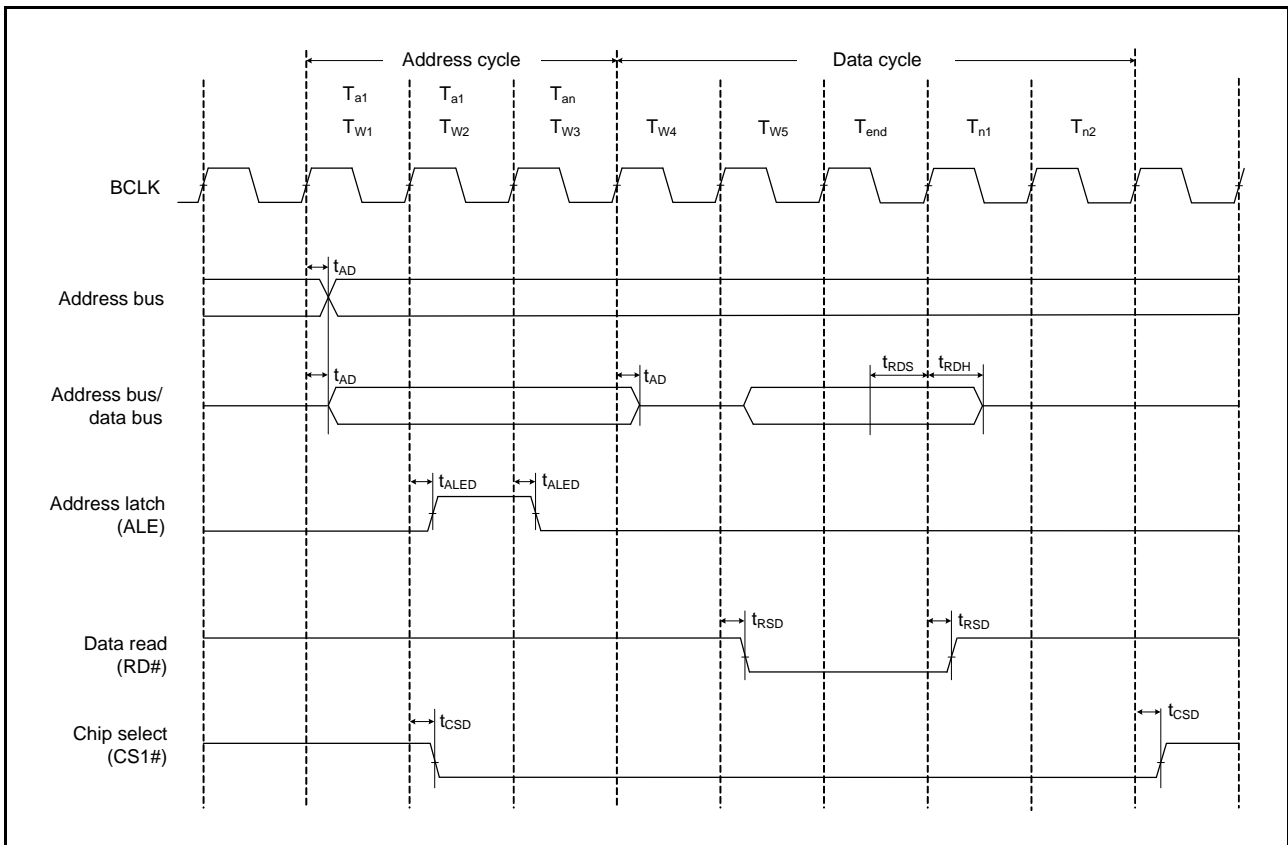 Address cycle Data cycle
Ta1 Ta1 Tan
TW1 TW2 TW3 TW4 TW5 Tend Tn1 Tn2
BCLK
tAD
Address bus
tAD tAD tRDS tRDH
Address bus/
data bus
tALED tALED
Address latch
(ALE)
tRSD tRSD
Data read
(RD#)
tCSD tCSD
Chip select
(CS1#)